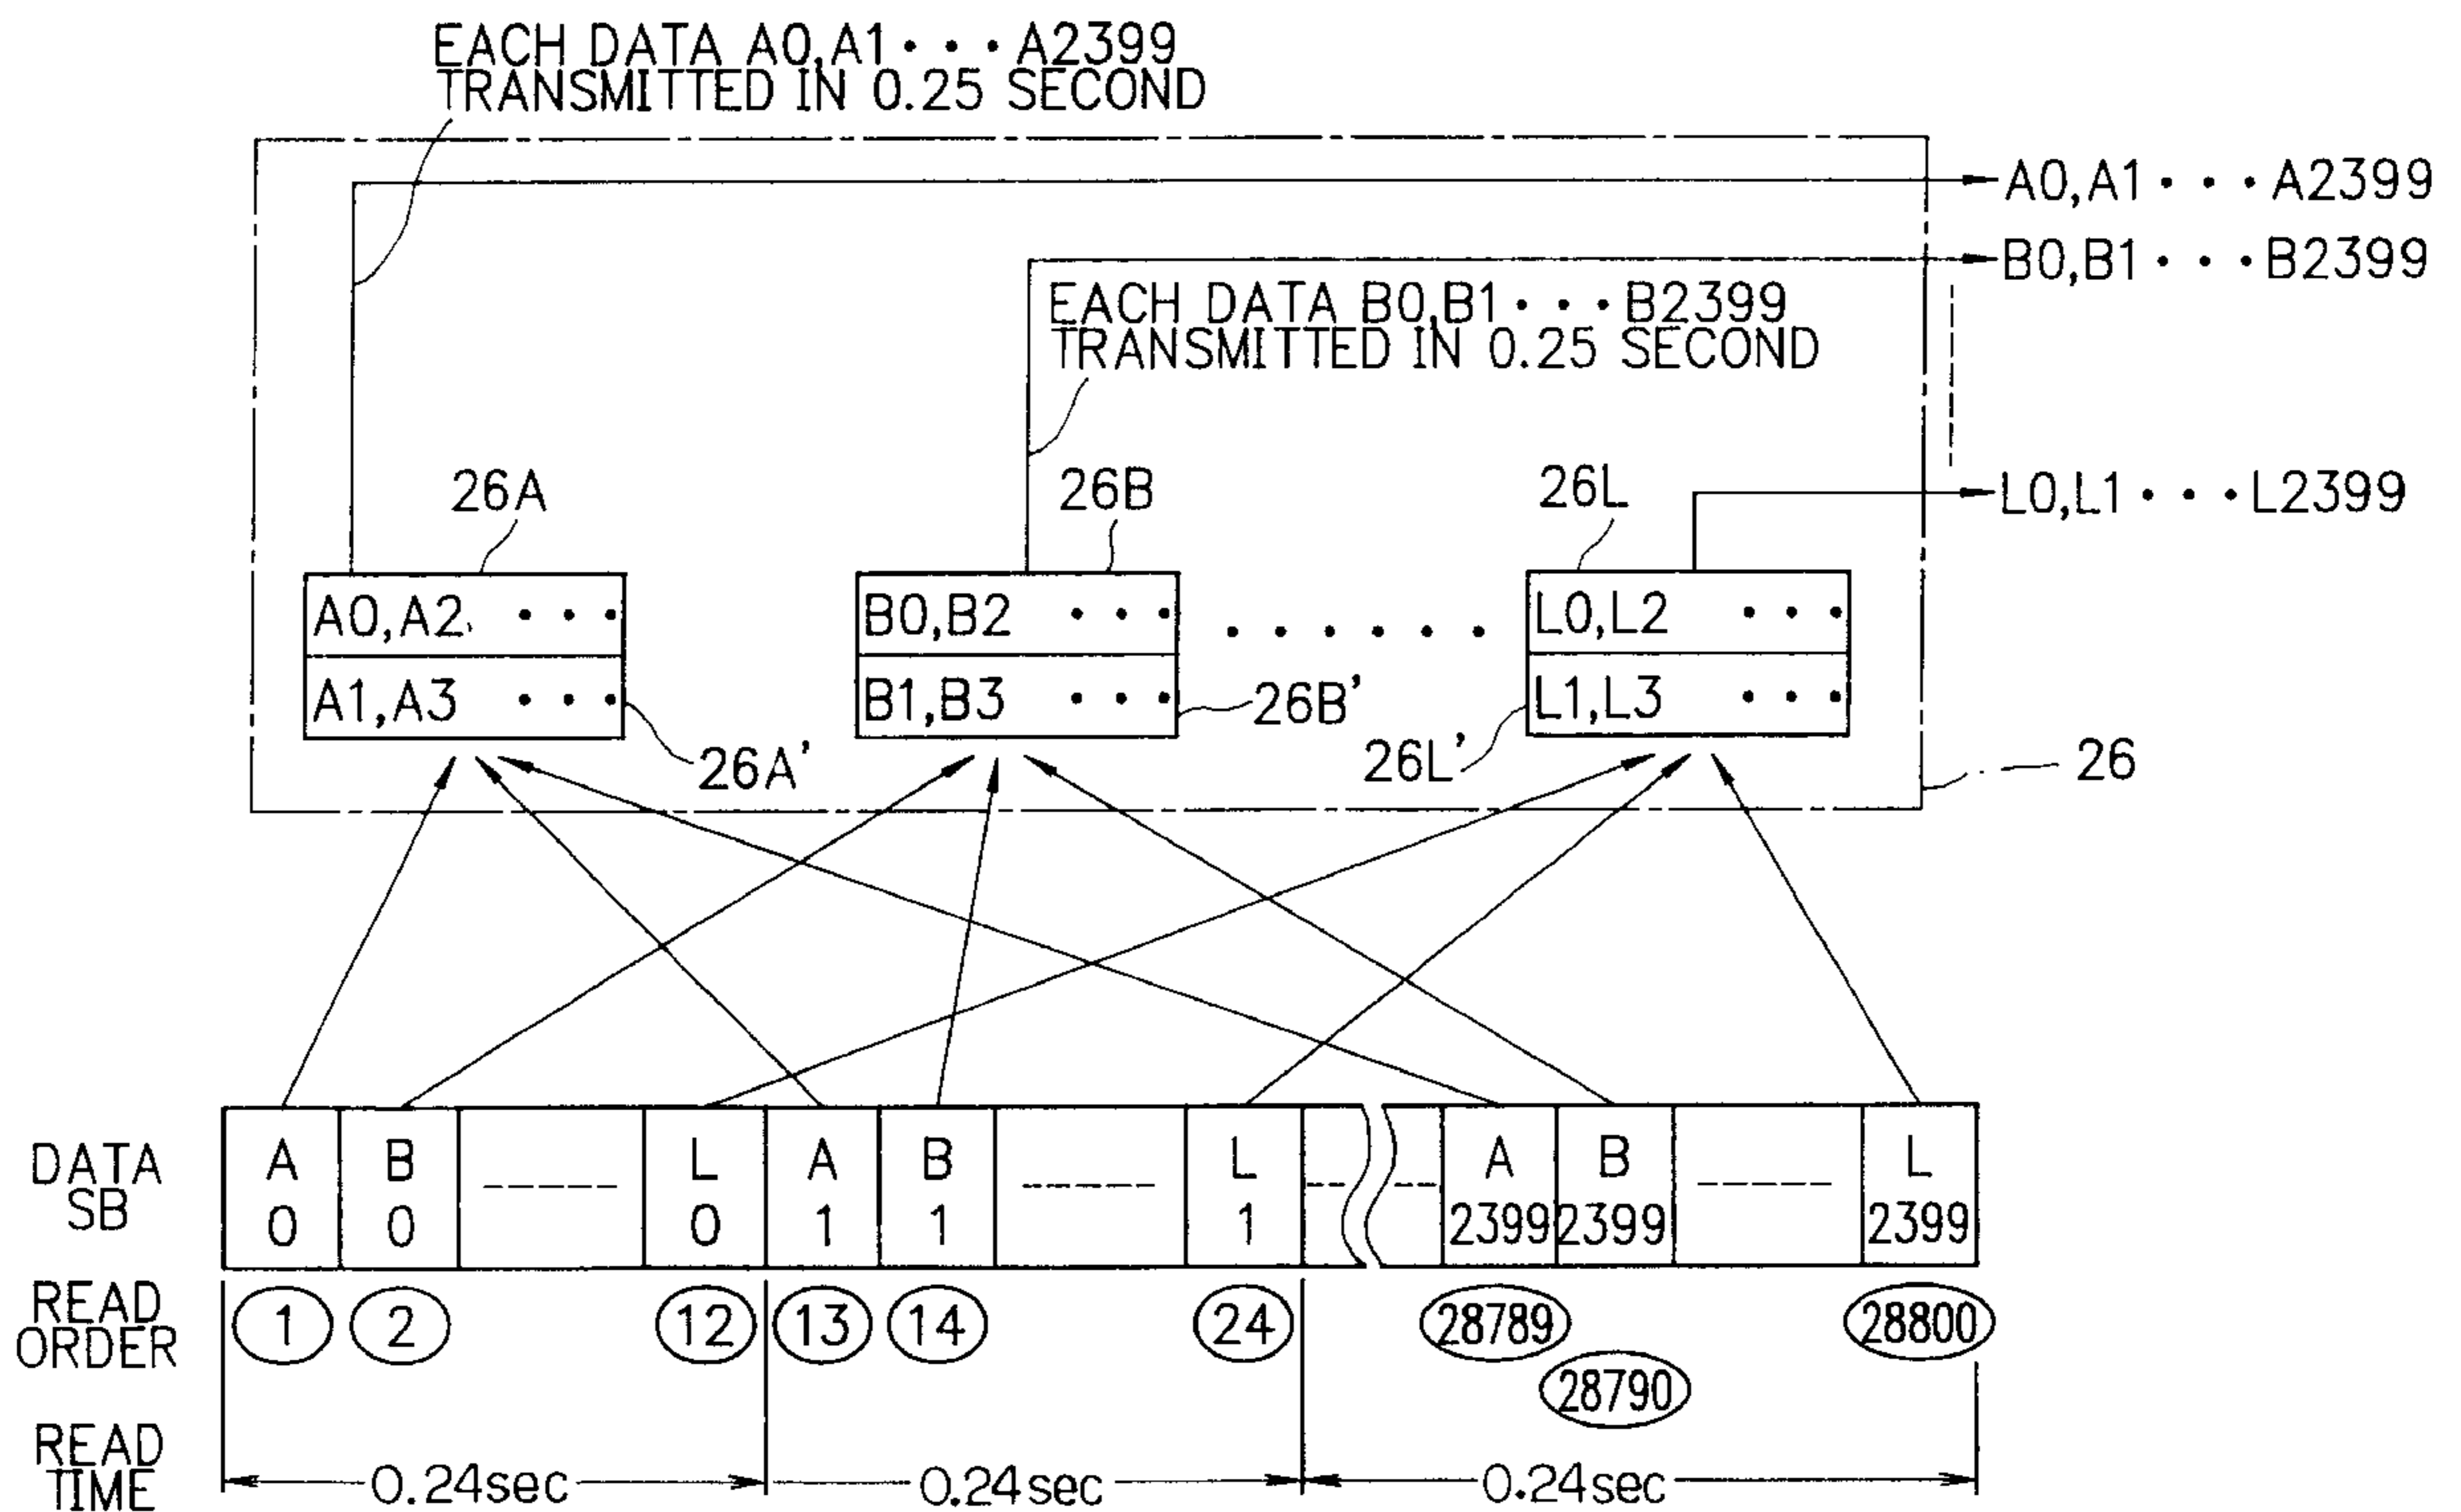 EACH DATA A0,A1・・・A2399
TRANSMITTED IN 0.25 SECOND
A0,A1・・・A2399
B0,B1・・・B2399
EACH DATA B0,B1・・・B2399
TRANSMITTED IN 0.25 SECOND
L0,L1・・・L2399
26A
26B
26L
A0,A2 ・・・
B0,B2 ・・・
・・・・・・
L0,L2 ・・・
A1,A3 ・・・
B1,B3 ・・・
L1,L3 ・・・
26A'
26B'
26L'
26
DATA
SB
A B L A B L A B L
0 0 0 1 1 1 2399 2399 2399
READ
ORDER
1 2 12 13 14 24 28789 28800
28790
READ
TIME
0.24sec 0.24sec 0.24sec